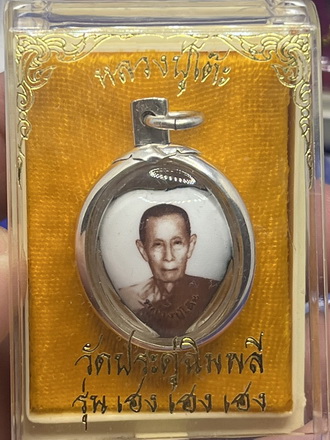 หลวงปู่โต๊ะ
วัดประดู่ฉิมพลี
รุ่น เฮง เฮง เฮง